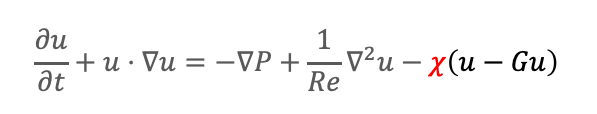 ∂u/∂t + u · ∇u = −∇P + 1/Re ∇²u − χ(u − Gu)